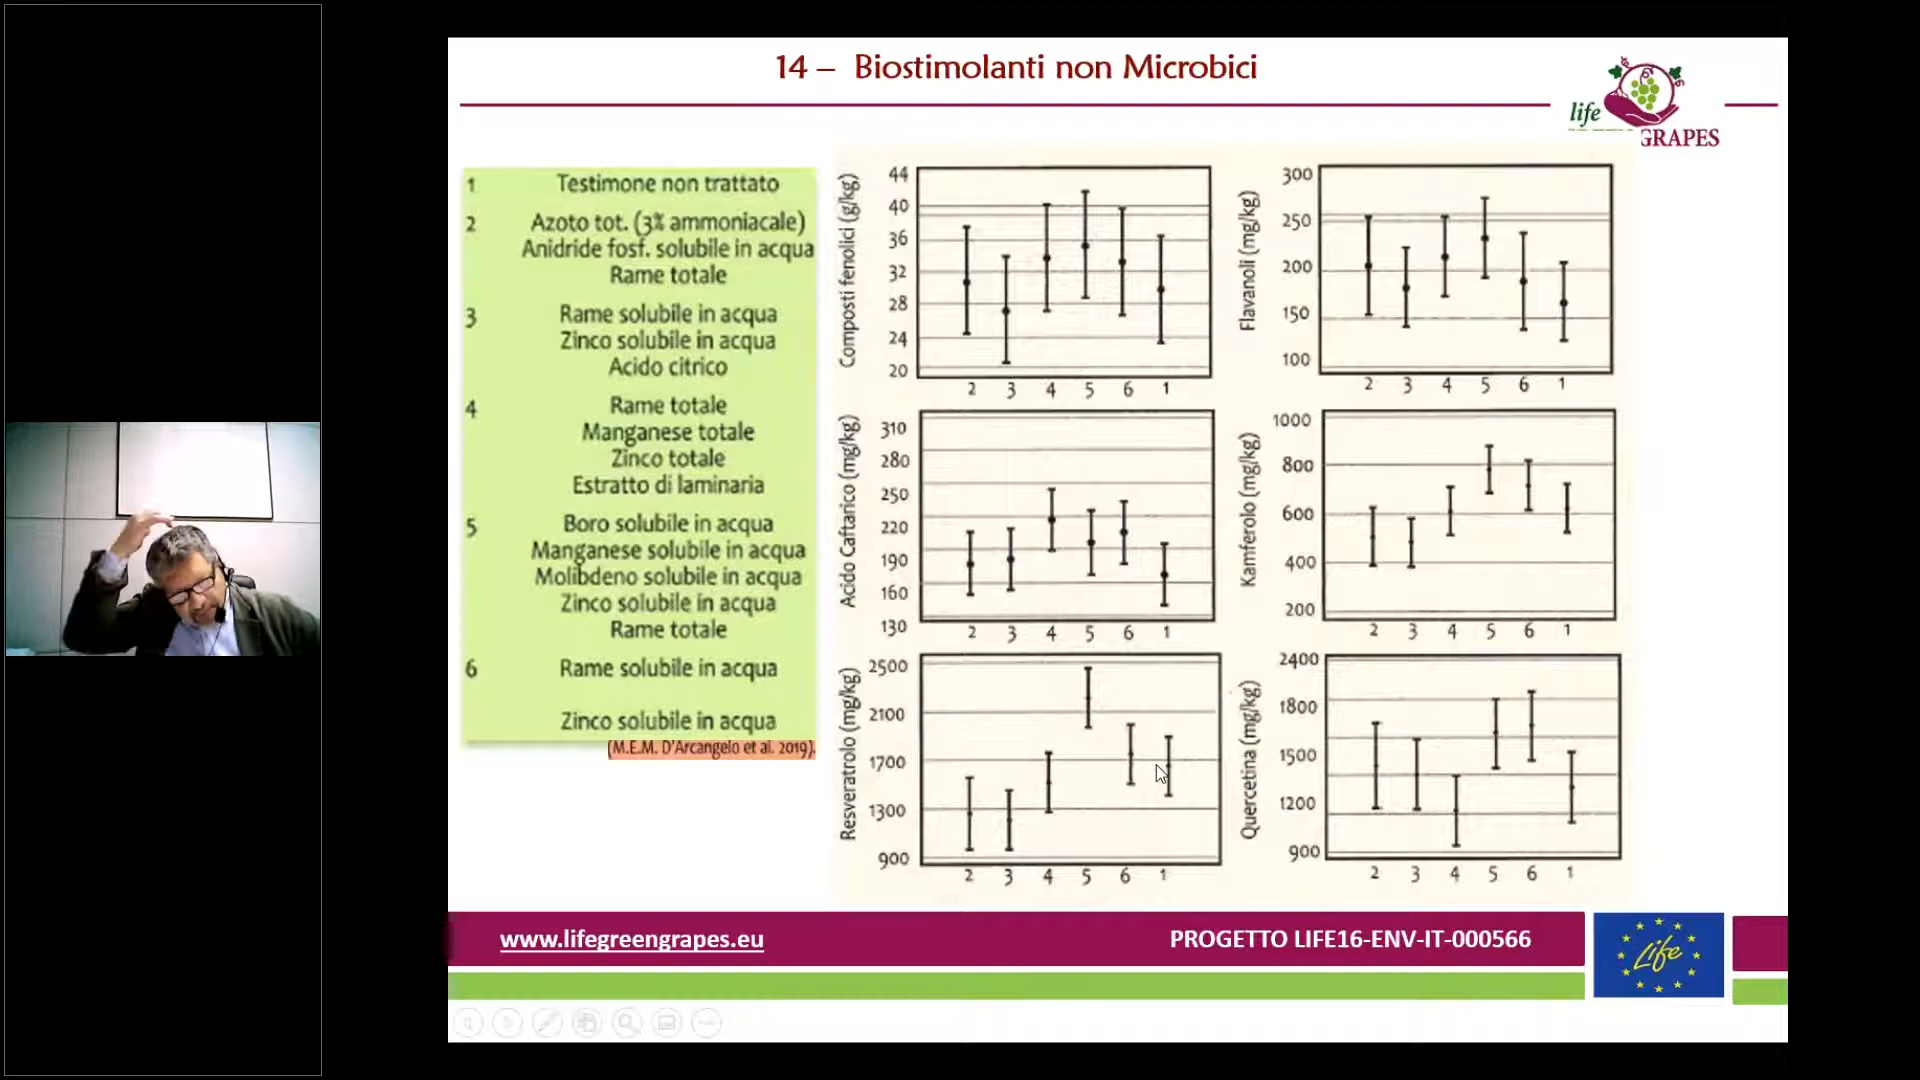 14 – Biostimolanti non Microbici
life
GRAPES
1 Testimone non trattato
2 Azoto tot. (3% ammoniacale)
Anidride fosf. solubile in acqua
Rame totale
3 Rame solubile in acqua
Zinco solubile in acqua
Acido citrico
4 Rame totale
Manganese totale
Zinco totale
Estratto di laminaria
5 Boro solubile in acqua
Manganese solubile in acqua
Molibdeno solubile in acqua
Zinco solubile in acqua
Rame totale
6 Rame solubile in acqua
Zinco solubile in acqua
(M.E.M. D'Arcangelo et al. 2019).
Composti fenolici (g/kg)
44
40
36
32
28
24
20
2 3 4 5 6 1
Flavanoli (mg/kg)
300
250
200
150
100
2 3 4 5 6 1
Acido Caftarico (mg/kg)
310
280
250
220
190
160
130
2 3 4 5 6 1
Kamferolo (mg/kg)
1000
800
600
400
200
2 3 4 5 6 1
Resveratrolo (mg/kg)
2500
2100
1700
1300
900
2 3 4 5 6 1
Quercetina (mg/kg)
2400
1800
1500
1200
900
2 3 4 5 6 1
www.lifegreengrapes.eu
PROGETTO LIFE16-ENV-IT-000566
Life